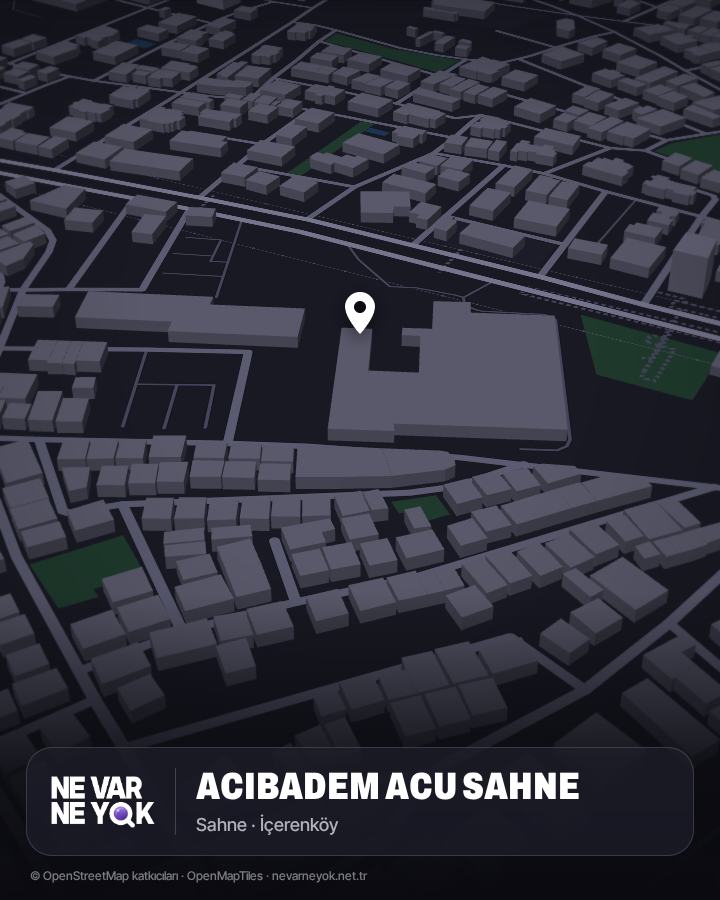 NE VAR
NE YOK
ACIBADEM ACU SAHNE
Sahne · İçerenköy
© OpenStreetMap katkıcıları · OpenMapTiles · nevarneyok.net.tr